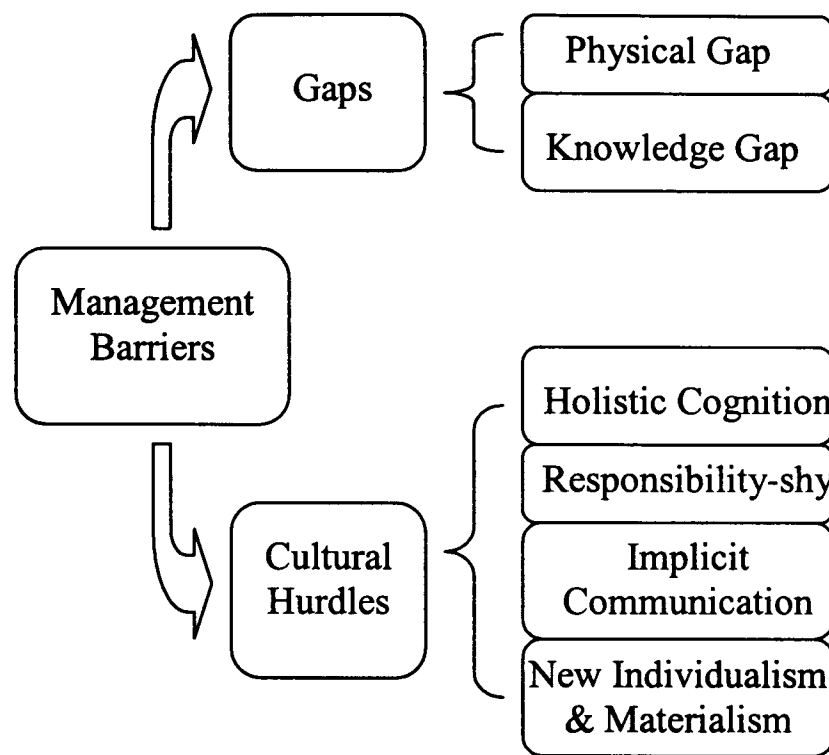 Management
Barriers
Gaps
Physical Gap
Knowledge Gap
Cultural
Hurdles
Holistic Cognition
Responsibility-shy
Implicit
Communication
New Individualism
& Materialism